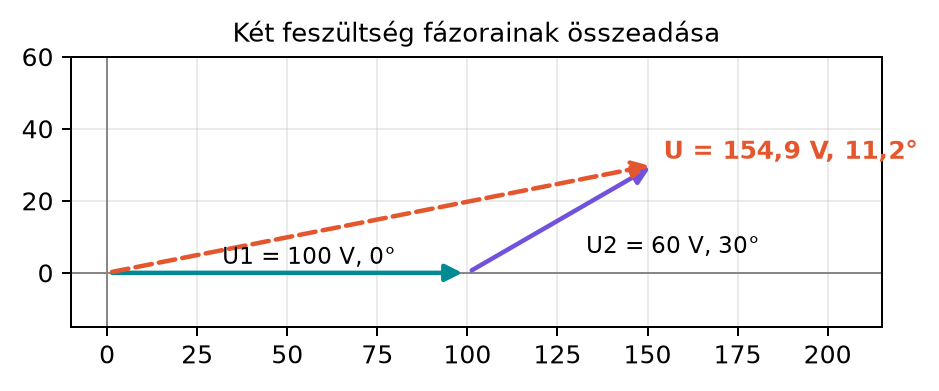 Két feszültség fázorainak összeadása
60
40
20
0
U = 154,9 V, 11,2°
U1 = 100 V, 0°
U2 = 60 V, 30°
0 25 50 75 100 125 150 175 200